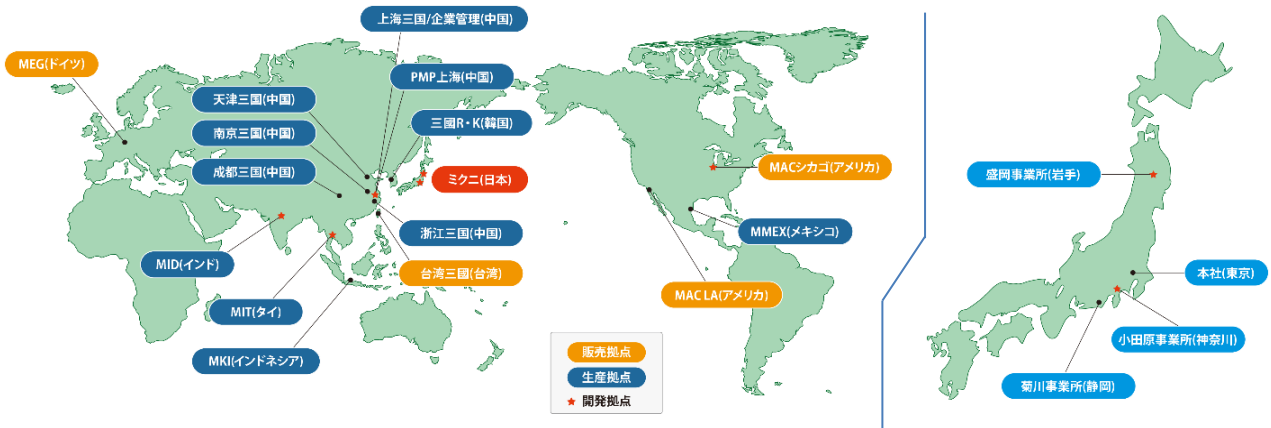 上海三国/企業管理(中国)
MEG(ドイツ)
PMP上海(中国)
天津三国(中国)
三國R・K(韓国)
南京三国(中国)
成都三国(中国)
ミクニ(日本)
MACシカゴ(アメリカ)
浙江三国(中国)
MMEX(メキシコ)
MID(インド)
台湾三國(台湾)
MAC LA(アメリカ)
MIT(タイ)
MKI(インドネシア)
販売拠点
生産拠点
開発拠点
盛岡事業所(岩手)
本社(東京)
小田原事業所(神奈川)
菊川事業所(静岡)